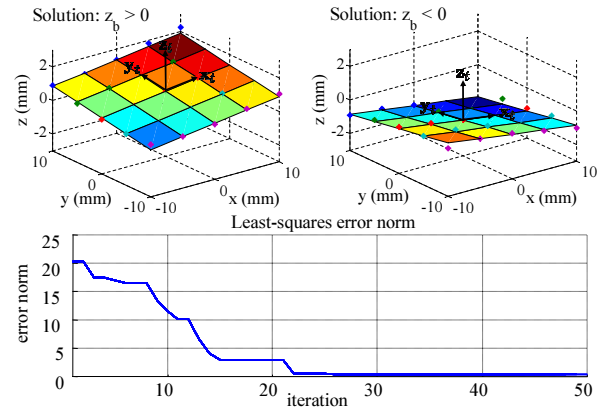 Solution: z_b > 0
Solution: z_b < 0
z (mm)
2
0
-2
10
0
-10
y (mm)
-10
0
10
x (mm)
z_t
y_t
x_t
z (mm)
2
0
-2
10
0
-10
y (mm)
-10
0
10
x (mm)
z_t
y_t
x_t
Least-squares error norm
error norm
25
20
15
10
5
0
10
20
30
40
50
iteration